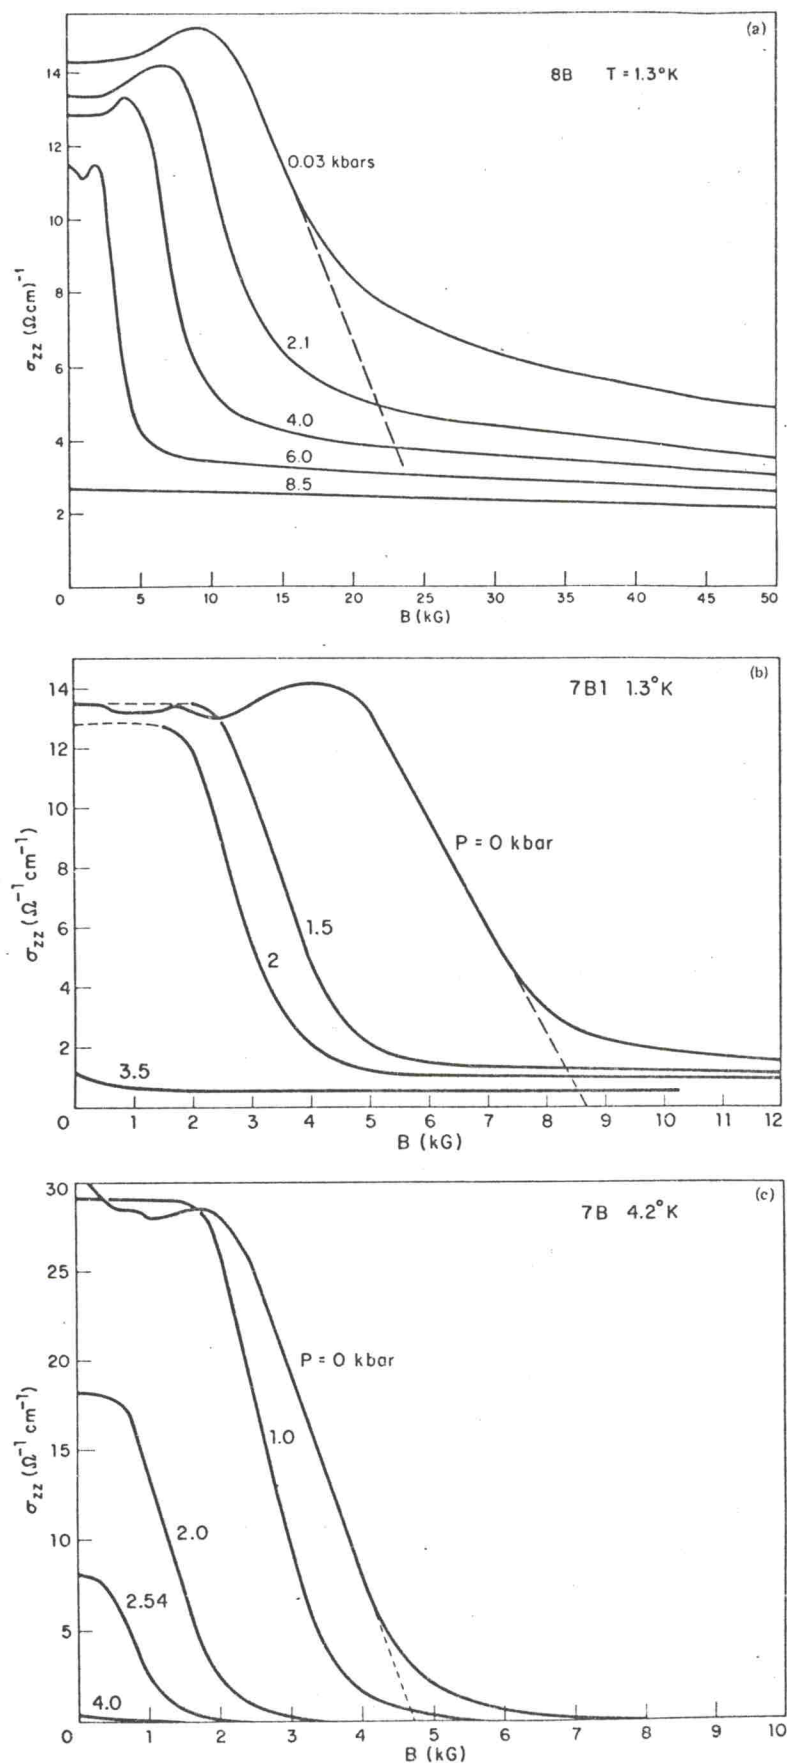 (a)
8B T = 1.3°K
14
12
10
8
6
4
2
0
σzz (Ωcm)⁻¹
0.03 kbars
2.1
4.0
6.0
8.5
5 10 15 20 25 30 35 40 45 50
B (kG)
(b)
7B1 1.3°K
14
12
10
8
6
4
2
0
σzz (Ω⁻¹ cm⁻¹)
P = 0 kbar
1.5
2
3.5
1 2 3 4 5 6 7 8 9 10 11 12
B (kG)
(c)
7B 4.2°K
30
25
20
15
10
5
0
σzz (Ω⁻¹ cm⁻¹)
P = 0 kbar
1.0
2.0
2.54
4.0
1 2 3 4 5 6 7 8 9 10
B (kG)